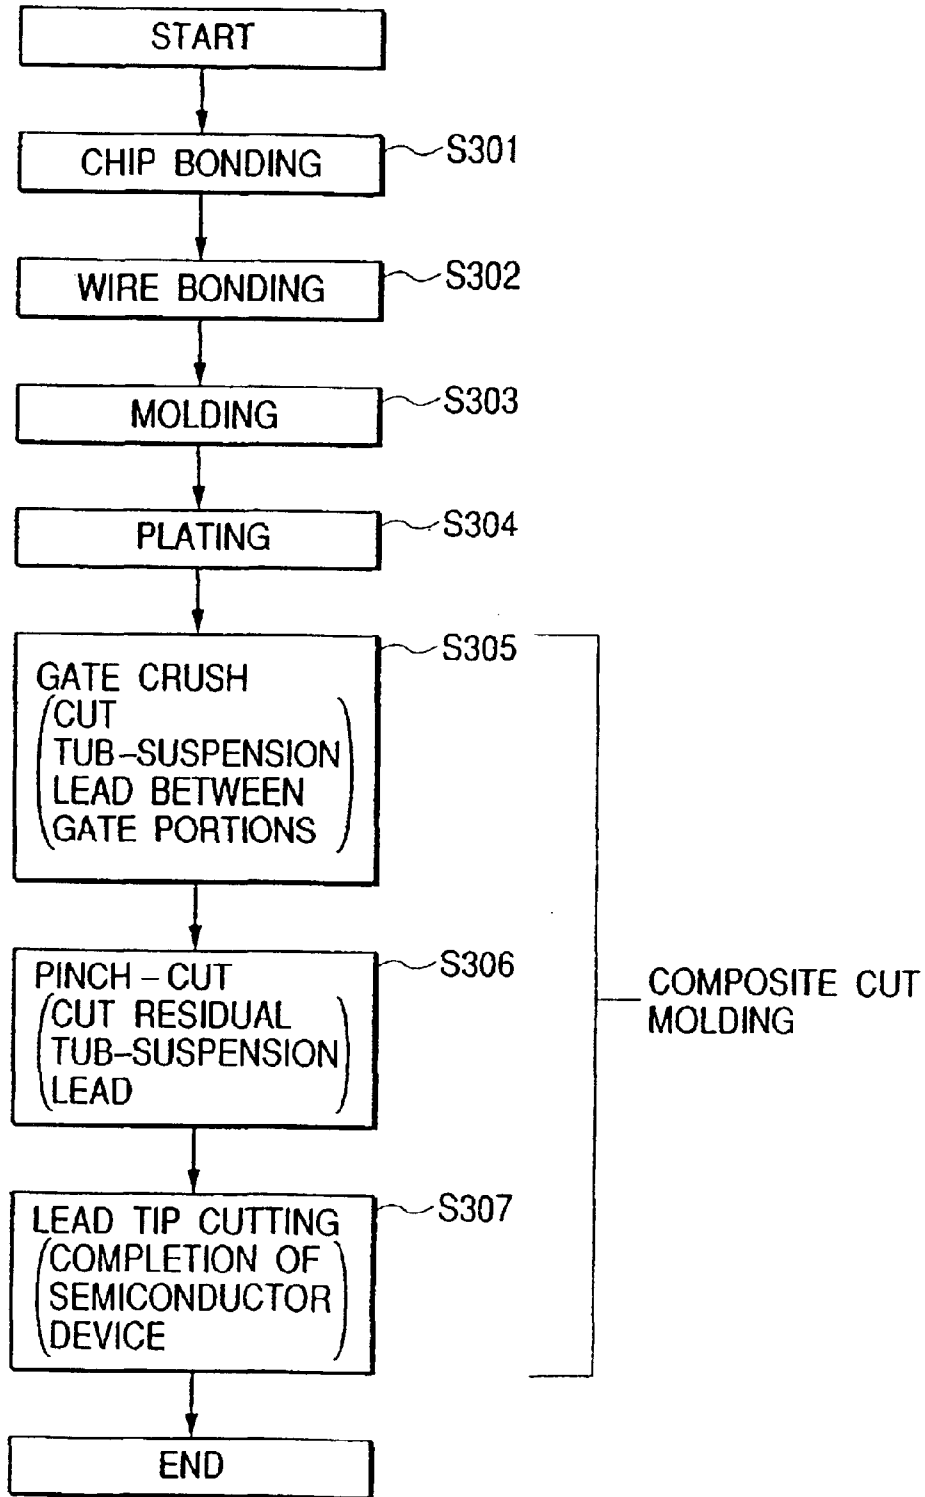 START
CHIP BONDING
S301
WIRE BONDING
S302
MOLDING
S303
PLATING
S304
GATE CRUSH
(CUT
TUB-SUSPENSION
LEAD BETWEEN
GATE PORTIONS)
S305
PINCH-CUT
(CUT RESIDUAL
TUB-SUSPENSION
LEAD)
S306
COMPOSITE CUT
MOLDING
LEAD TIP CUTTING
(COMPLETION OF
SEMICONDUCTOR
DEVICE)
S307
END